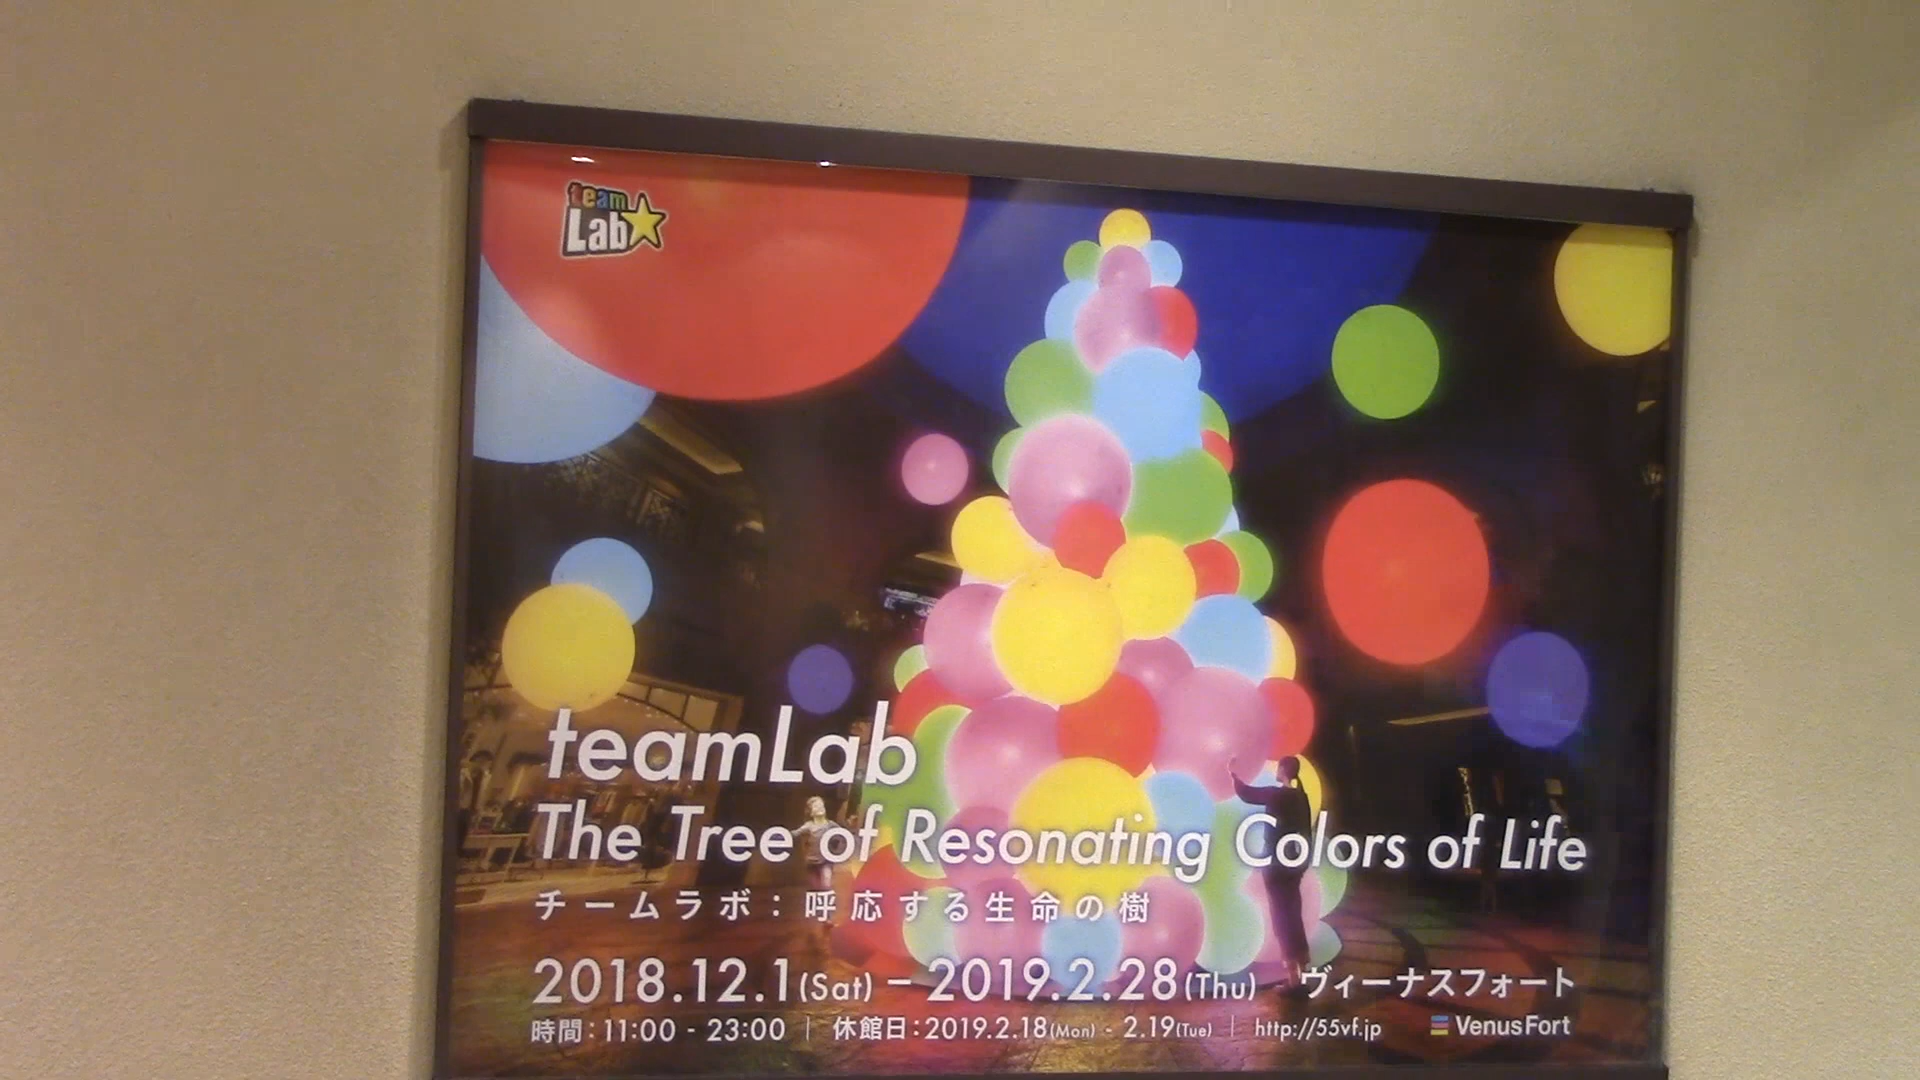 team
Lab
teamLab
The Tree of Resonating Colors of Life
チームラボ：呼応する生命の樹
2018.12.1(Sat) – 2019.2.28(Thu) ヴィーナスフォート
時間：11:00 - 23:00 | 休館日：2019.2.18(Mon) - 2.19(Tue) | http://55vf.jp VenusFort